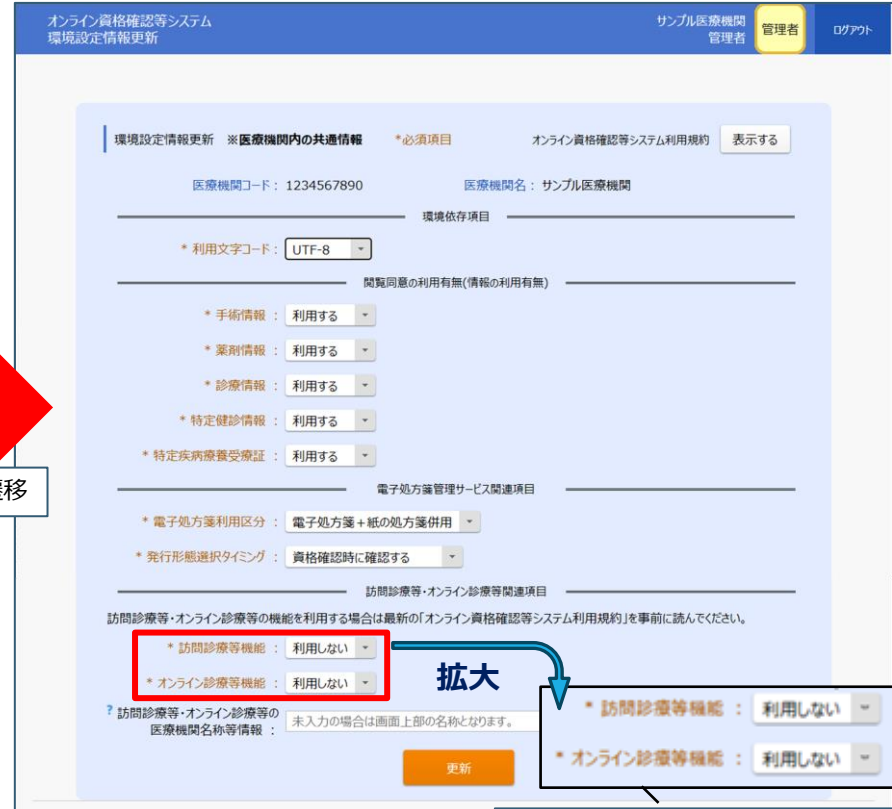 オンライン資格確認等システム
環境設定情報更新
サンプル医療機関
管理者
管理者
ログアウト
環境設定情報更新 ※医療機関内の共通情報 *必須項目 オンライン資格確認等システム利用規約 表示する
医療機関コード : 1234567890 医療機関名 : サンプル医療機関
環境依存項目
* 利用文字コード : UTF-8
閲覧同意の利用有無(情報の利用有無)
* 手術情報 : 利用する
* 薬剤情報 : 利用する
* 診療情報 : 利用する
* 特定健診情報 : 利用する
* 特定疾病療養受療証 : 利用する
移
電子処方箋管理サービス関連項目
* 電子処方箋利用区分 : 電子処方箋+紙の処方箋併用
* 発行形態選択タイミング : 資格確認時に確認する
訪問診療等・オンライン診療等関連項目
訪問診療等・オンライン診療等の機能を利用する場合は最新の「オンライン資格確認等システム利用規約」を事前に読んでください。
* 訪問診療等機能 : 利用しない
* オンライン診療等機能 : 利用しない
拡大
? 訪問診療等・オンライン診療等の
医療機関名称等情報 : 未入力の場合は画面上部の名称となります。
更新
* 訪問診療等機能 : 利用しない
* オンライン診療等機能 : 利用しない